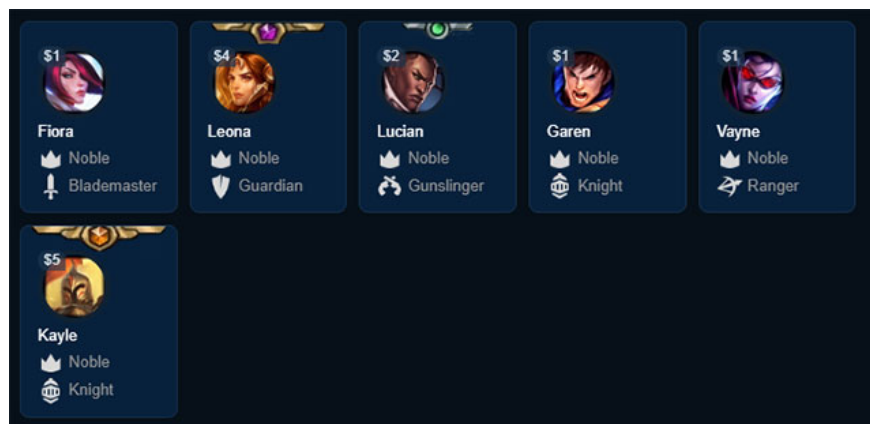 $1
Fiora
Noble
Blademaster
$4
Leona
Noble
Guardian
$2
Lucian
Noble
Gunslinger
$1
Garen
Noble
Knight
$1
Vayne
Noble
Ranger
$5
Kayle
Noble
Knight